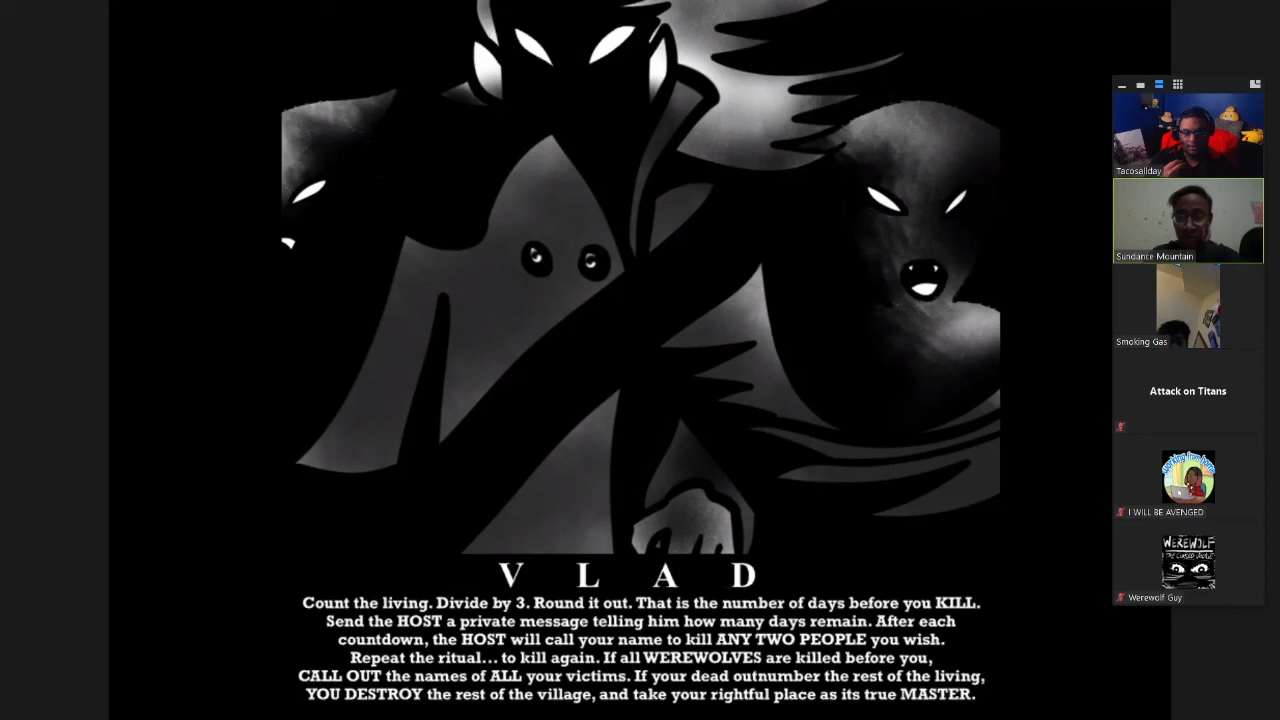 Tacosallday
Sundance Mountain
Smoking Gas
Attack on Titans
I WILL BE AVENGED
WEREWOLF
Werewolf Guy
V L A D
Count the living. Divide by 3. Round it out. That is the number of days before you KILL.
Send the HOST a private message telling him how many days remain. After each
countdown, the HOST will call your name to kill ANY TWO PEOPLE you wish.
Repeat the ritual... to kill again. If all WEREWOLVES are killed before you,
CALL OUT the names of ALL your victims. If your dead outnumber the rest of the living,
YOU DESTROY the rest of the village, and take your rightful place as its true MASTER.